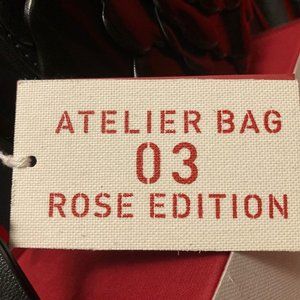 ATELIER BAG
03
ROSE EDITION